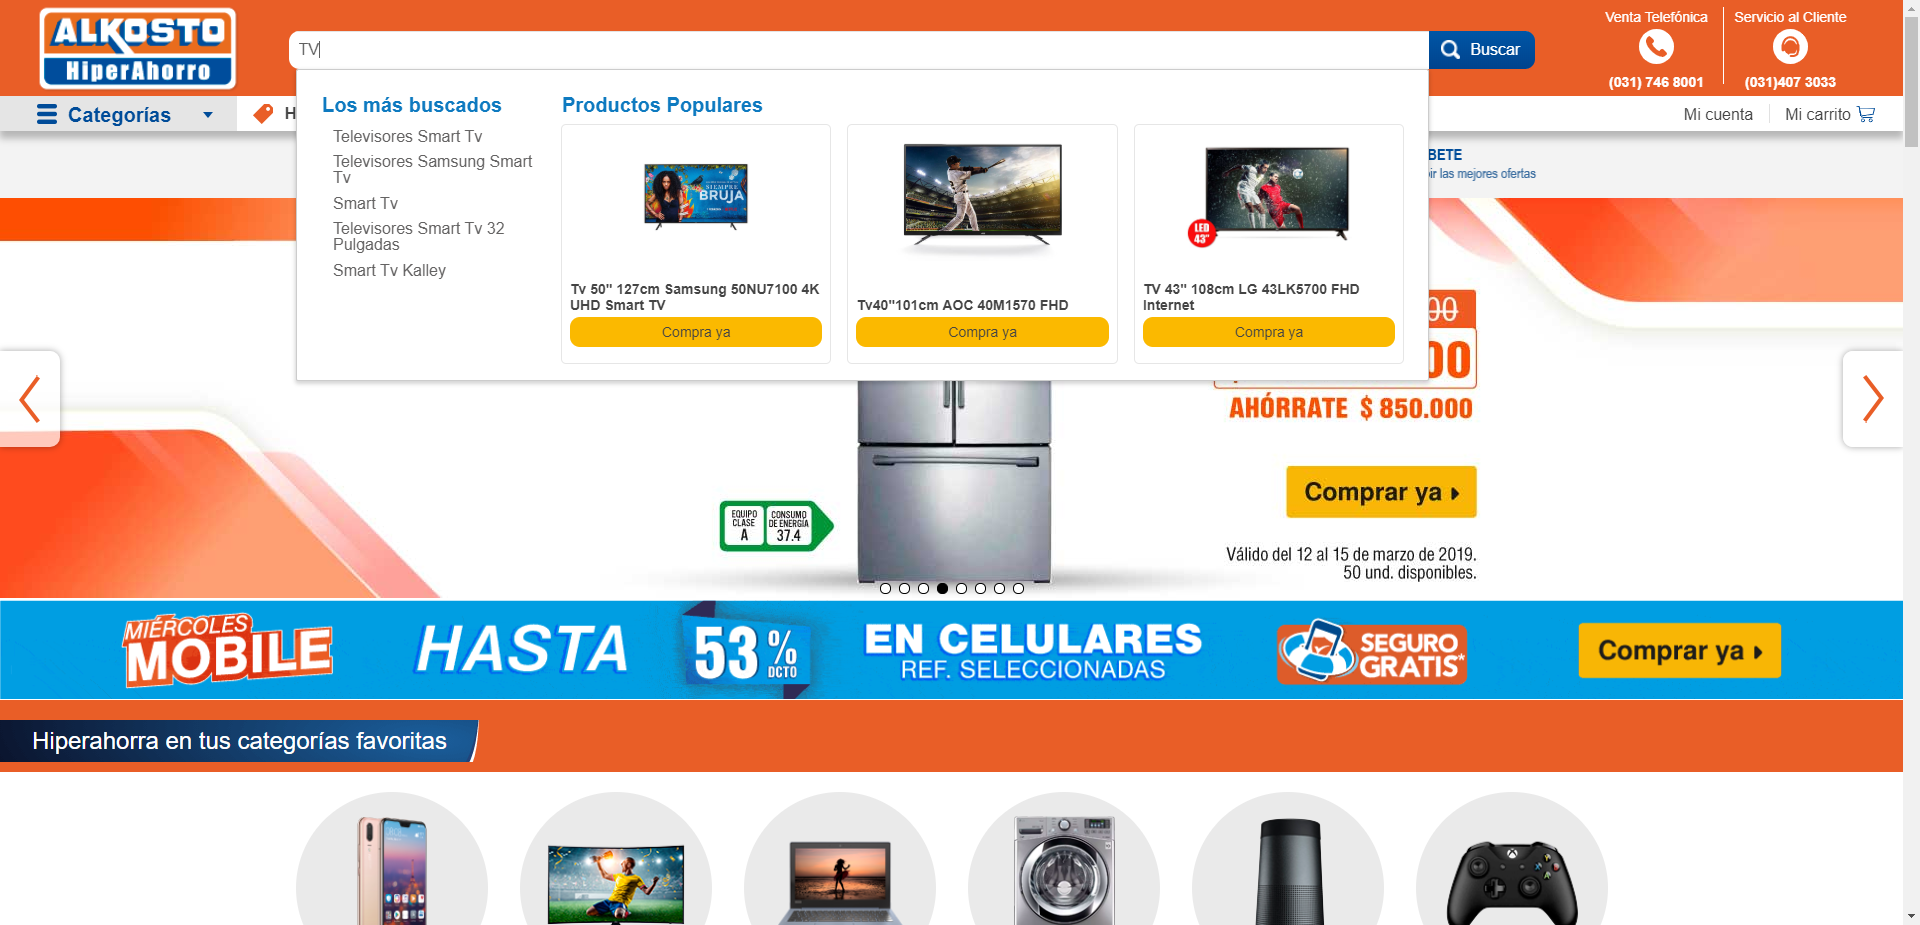 ALKOSTO
HiperAhorro
TV
Buscar
Venta Telefónica
(031) 746 8001
Servicio al Cliente
(031)407 3033
Categorías
H
Mi cuenta
Mi carrito
Los más buscados
Televisores Smart Tv
Televisores Samsung Smart
Tv
Smart Tv
Televisores Smart Tv 32
Pulgadas
Smart Tv Kalley
Productos Populares
SIEMPRE
BRUJA
Tv 50" 127cm Samsung 50NU7100 4K
UHD Smart TV
Compra ya
Tv40"101cm AOC 40M1570 FHD
Compra ya
LED
43"
TV 43" 108cm LG 43LK5700 FHD
Internet
Compra ya
BETE
ir las mejores ofertas
00
00
AHÓRRATE $ 850.000
Comprar ya
EQUIPO
CLASE
A
CONSUMO
DE ENERGÍA
37.4
Válido del 12 al 15 de marzo de 2019.
50 und. disponibles.
MIÉRCOLES
MOBILE
HASTA
53 %
DCTO
EN CELULARES
REF. SELECCIONADAS
SEGURO
GRATIS*
Comprar ya
Hiperahorra en tus categorías favoritas